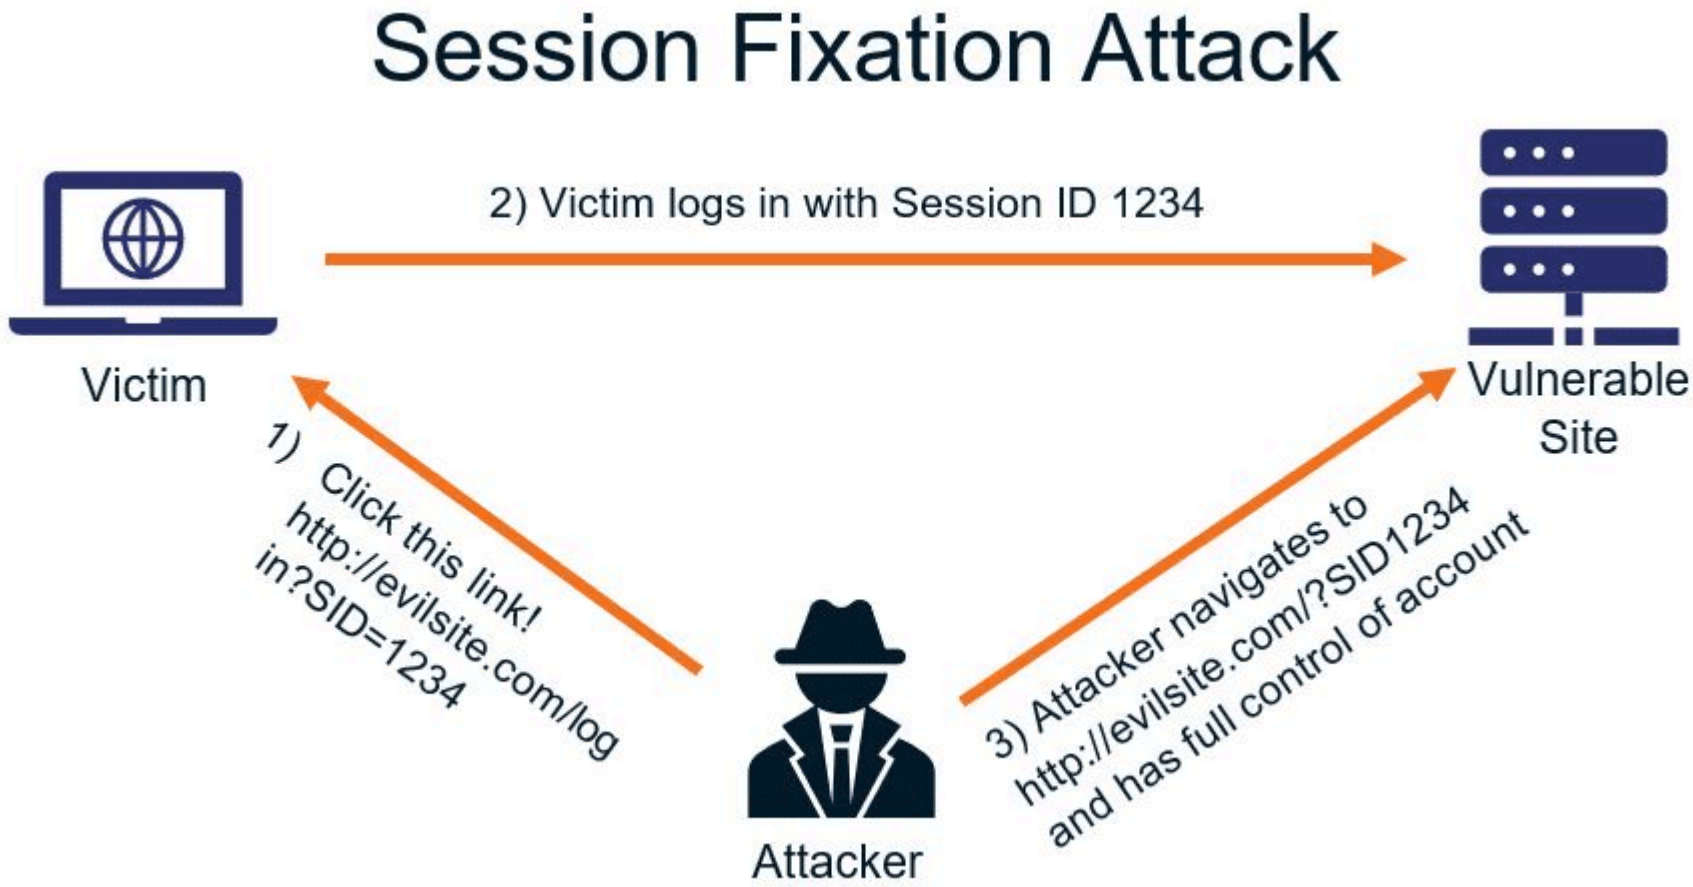 Session Fixation Attack
2) Victim logs in with Session ID 1234
Victim
Vulnerable
Site
1) Click this link!
http://evilsite.com/log
in?SID=1234
3) Attacker navigates to
http://evilsite.com/?SID1234
and has full control of account
Attacker